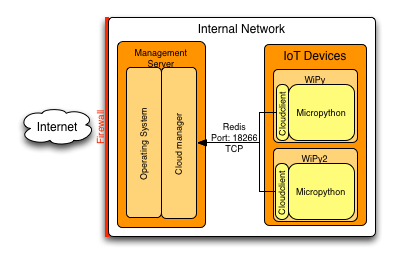 Internal Network
Management
Server
Operating System
Cloud manager
IoT Devices
WiPy
Cloudclient
Micropython
WiPy2
Cloudclient
Micropython
Redis
Port: 18266
TCP
Internet
Firewall